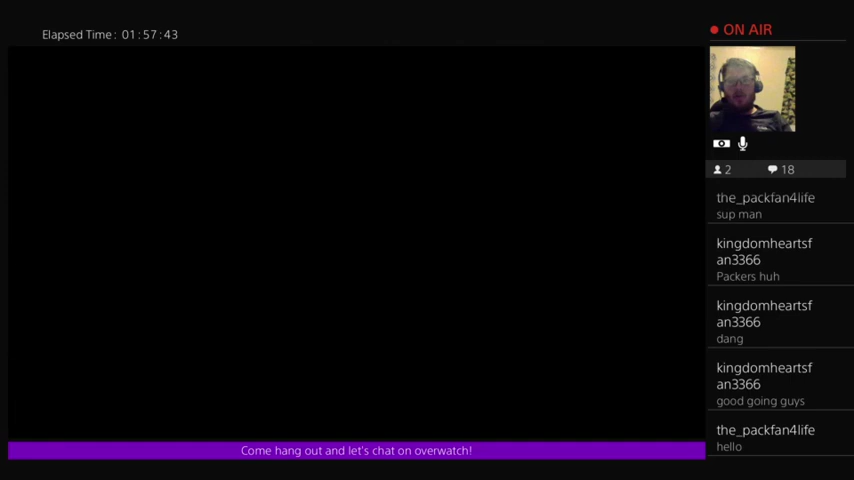 Elapsed Time: 01:57:43
ON AIR
2
18
the_packfan4life
sup man
kingdomheartsf
an3366
Packers huh
kingdomheartsf
an3366
dang
kingdomheartsf
an3366
good going guys
the_packfan4life
hello
Come hang out and let's chat on overwatch!